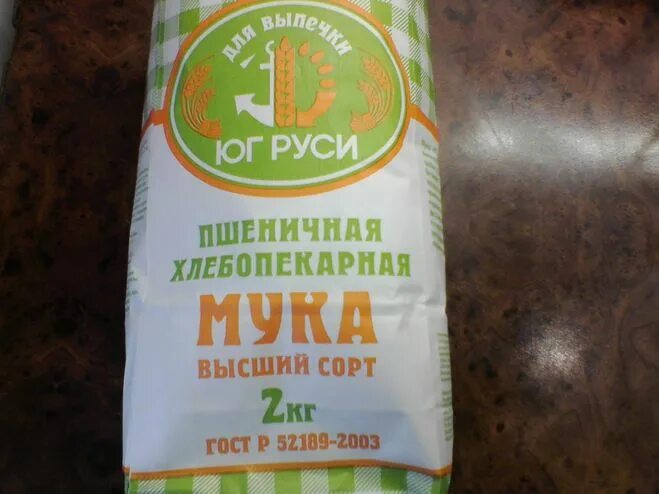 ДЛЯ ВЫПЕЧКИ
ЮГ РУСИ
ПШЕНИЧНАЯ
ХЛЕБОПЕКАРНАЯ
МУКА
ВЫСШИЙ СОРТ
2кг
ГОСТ Р 52189-2003